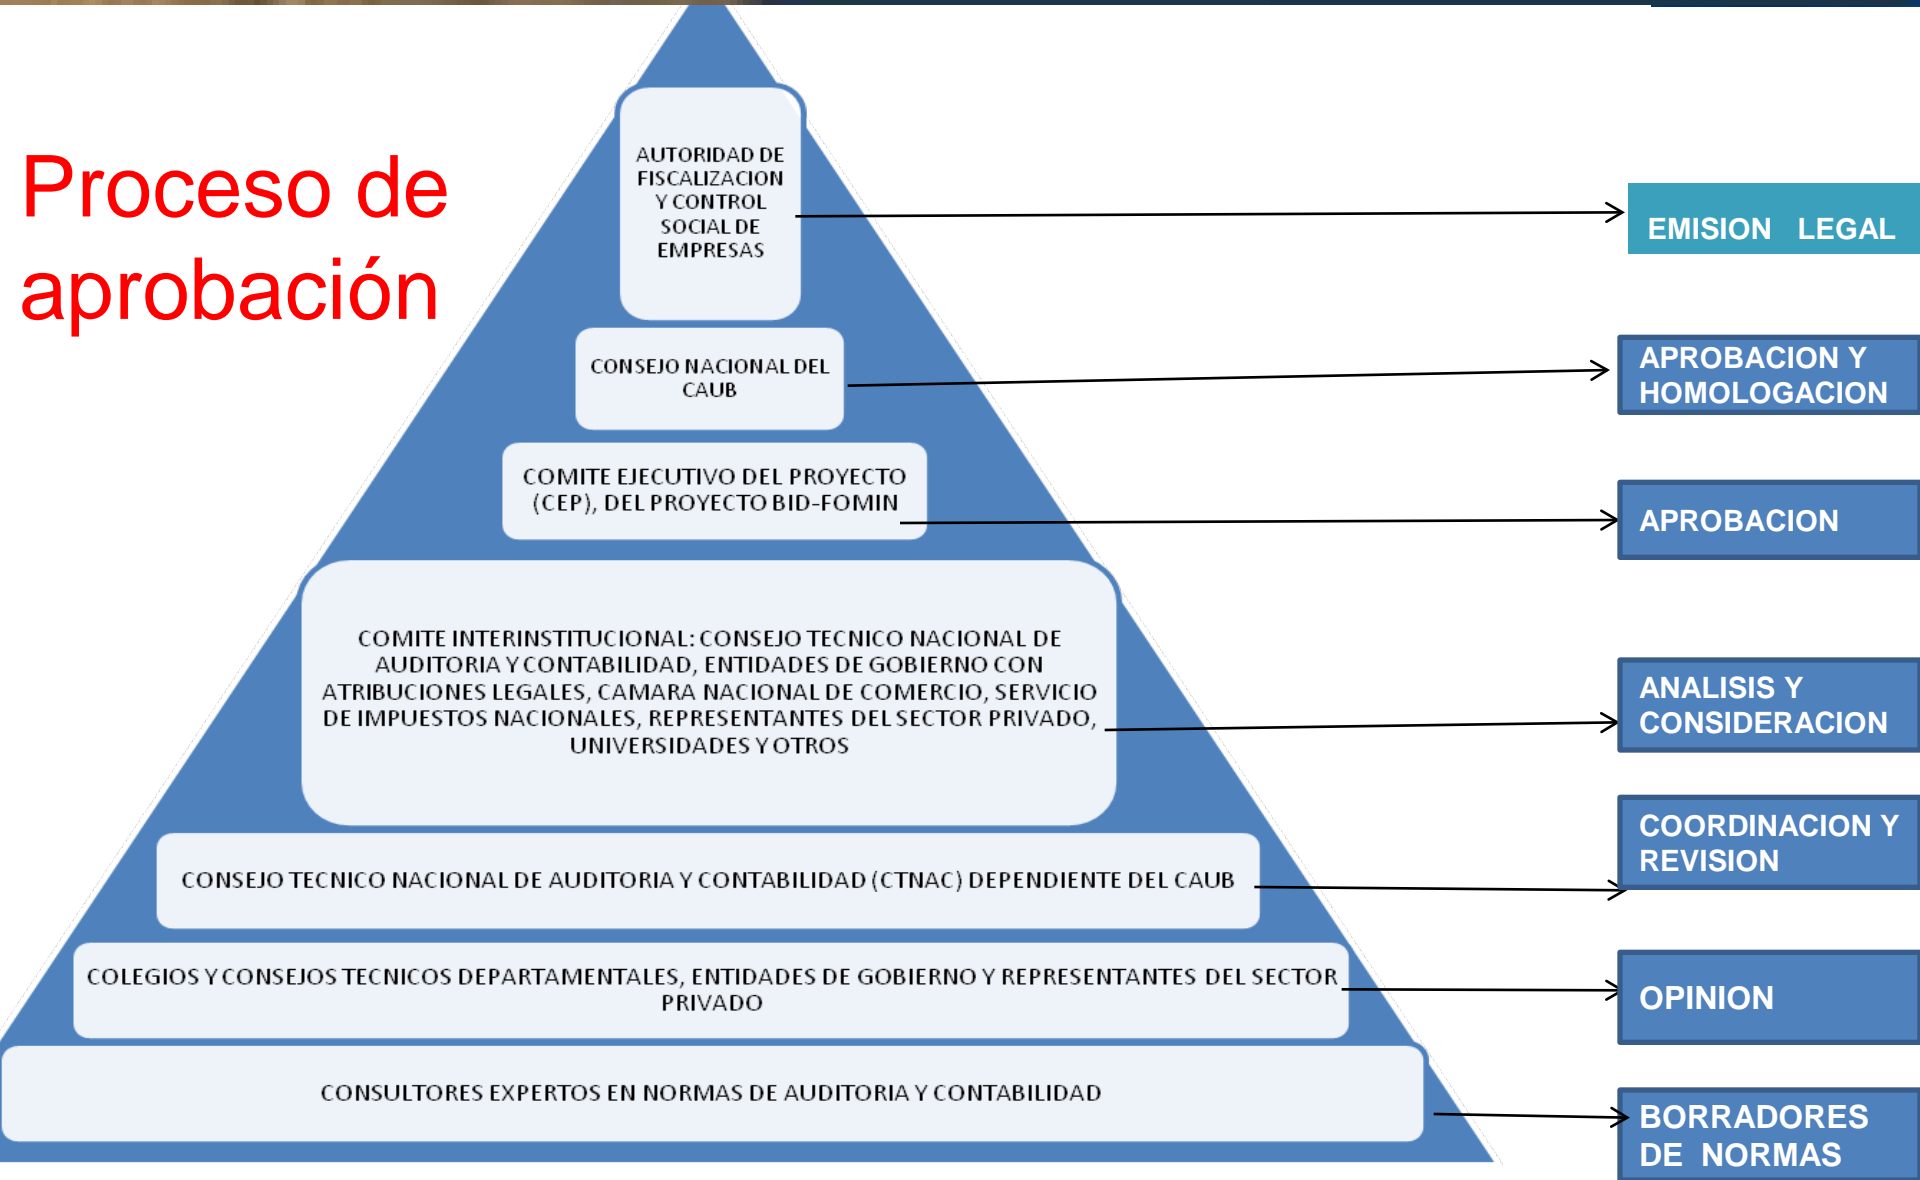 Proceso de
aprobación
AUTORIDAD DE
FISCALIZACION
Y CONTROL
SOCIAL DE
EMPRESAS
EMISION LEGAL
CONSEJO NACIONAL DEL
CAUB
APROBACION Y
HOMOLOGACION
COMITE EJECUTIVO DEL PROYECTO
(CEP), DEL PROYECTO BID-FOMIN
APROBACION
COMITE INTERINSTITUCIONAL: CONSEJO TECNICO NACIONAL DE
AUDITORIA Y CONTABILIDAD, ENTIDADES DE GOBIERNO CON
ATRIBUCIONES LEGALES, CAMARA NACIONAL DE COMERCIO, SERVICIO
DE IMPUESTOS NACIONALES, REPRESENTANTES DEL SECTOR PRIVADO,
UNIVERSIDADES Y OTROS
ANALISIS Y
CONSIDERACION
CONSEJO TECNICO NACIONAL DE AUDITORIA Y CONTABILIDAD (CTNAC) DEPENDIENTE DEL CAUB
COORDINACION Y
REVISION
COLEGIOS Y CONSEJOS TECNICOS DEPARTAMENTALES, ENTIDADES DE GOBIERNO Y REPRESENTANTES DEL SECTOR
PRIVADO
OPINION
CONSULTORES EXPERTOS EN NORMAS DE AUDITORIA Y CONTABILIDAD
BORRADORES
DE NORMAS